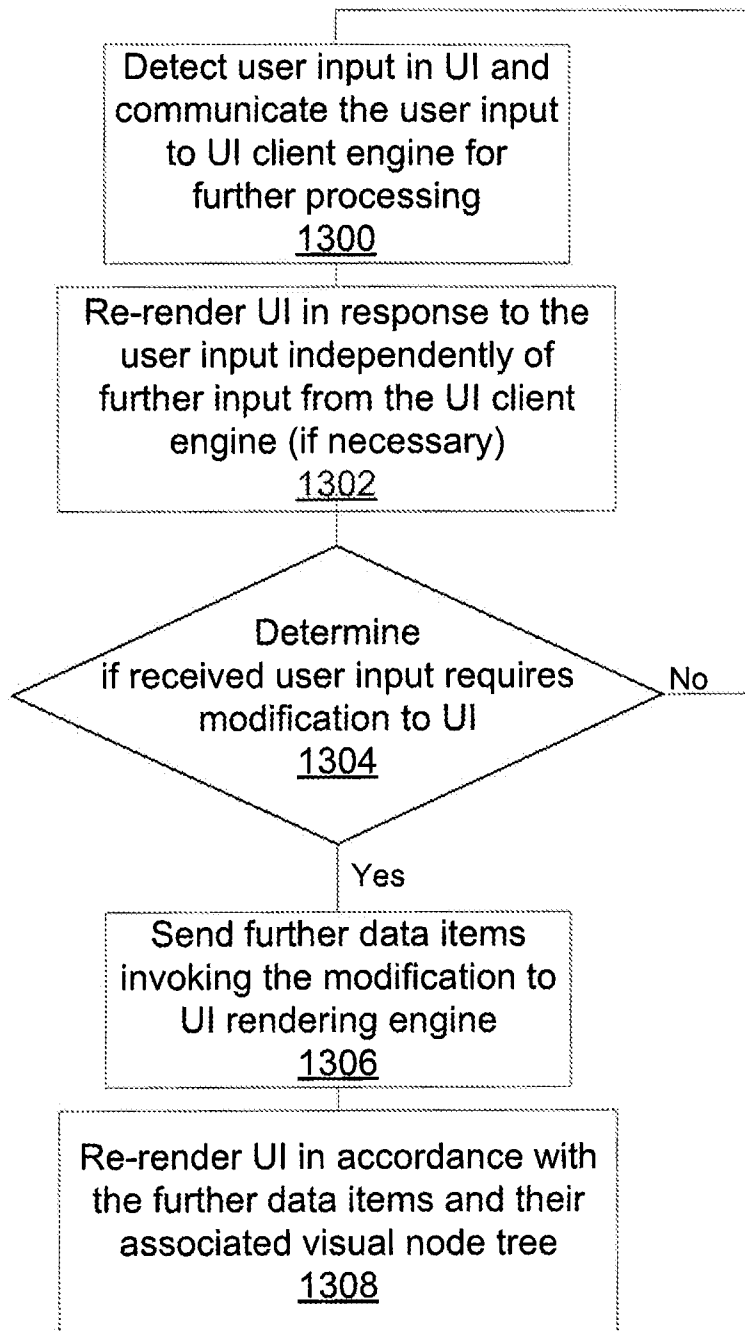 Detect user input in UI and
communicate the user input
to UI client engine for
further processing
1300
Re-render UI in response to the
user input independently of
further input from the UI client
engine (if necessary)
1302
Determine
if received user input requires
modification to UI
1304
No
Yes
Send further data items
invoking the modification to
UI rendering engine
1306
Re-render UI in accordance with
the further data items and their
associated visual node tree
1308